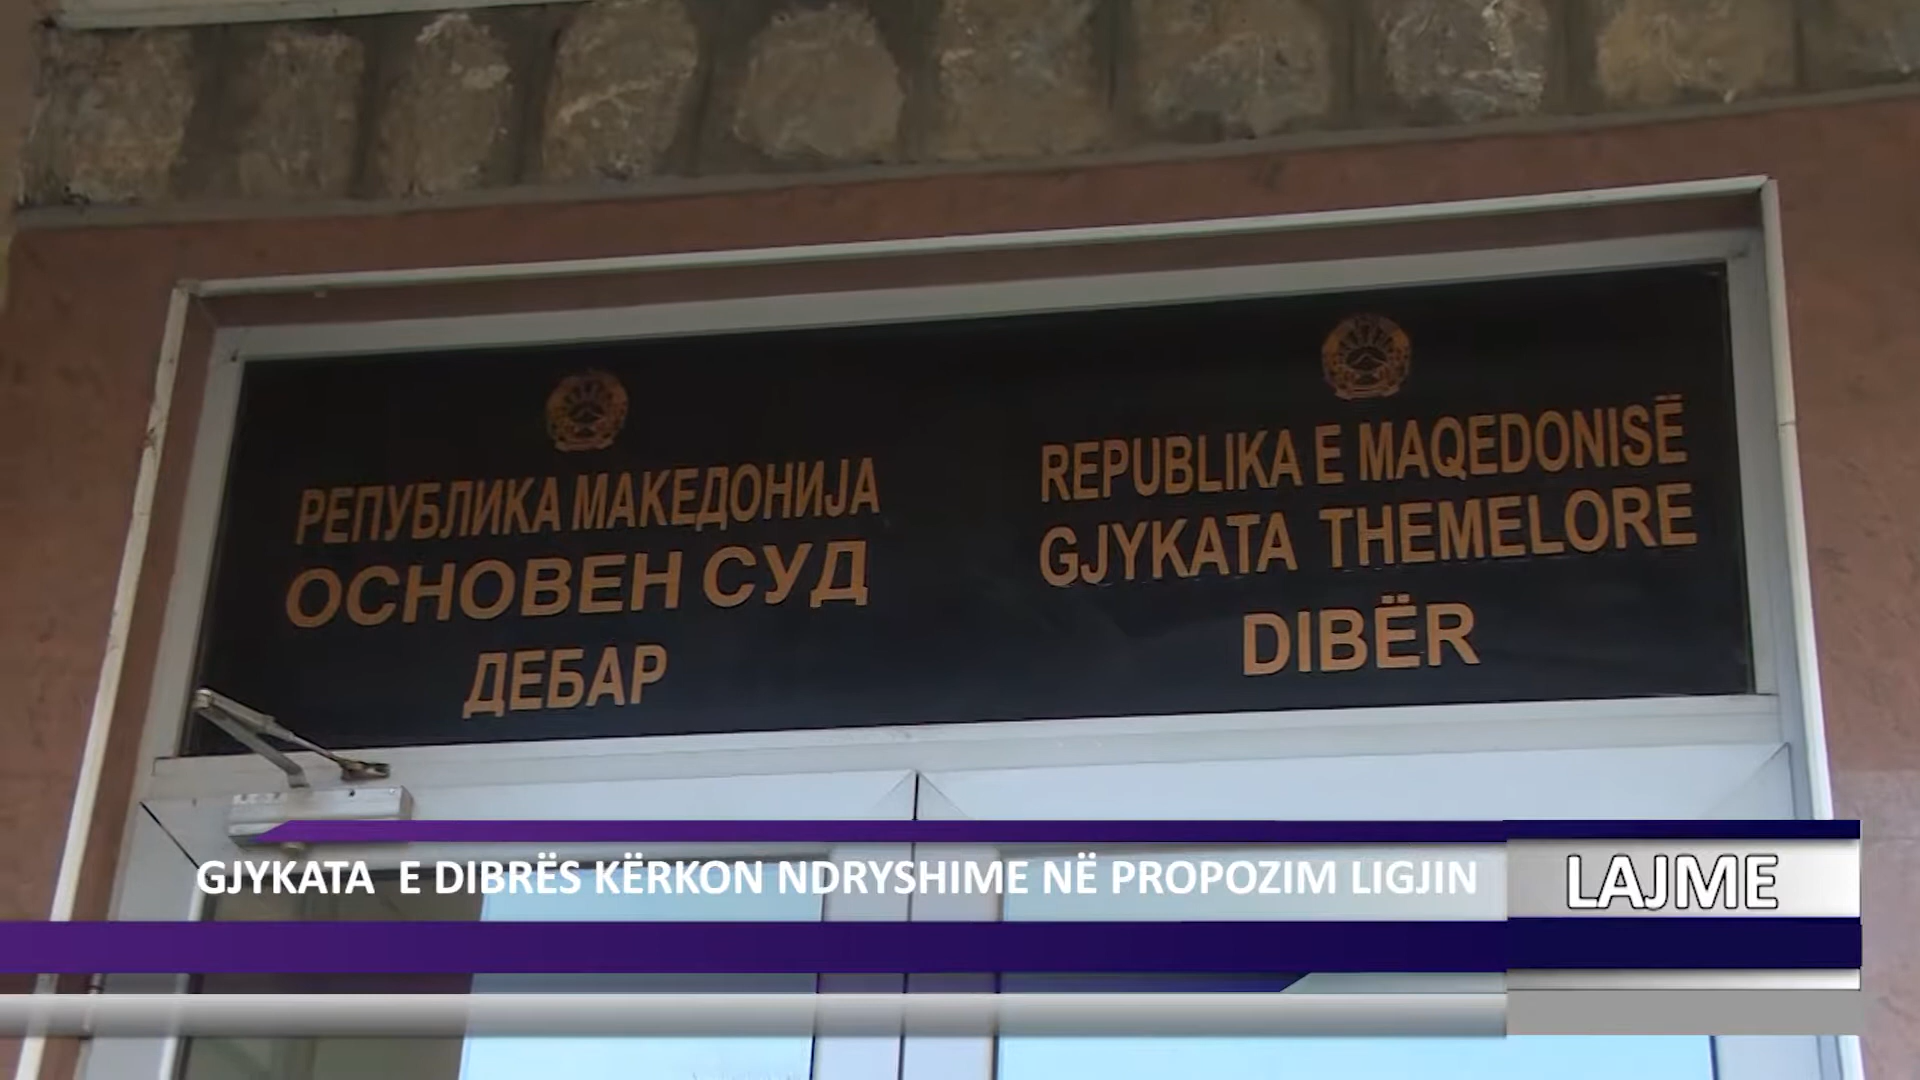 РЕПУБЛИКА МАКЕДОНИЈА
ОСНОВЕН СУД
ДЕБАР
REPUBLIKA E MAQEDONISË
GJYKATA THEMELORE
DIBËR
GJYKATA E DIBRËS KËRKON NDRYSHIME NË PROPOZIM LIGJIN
LAJME